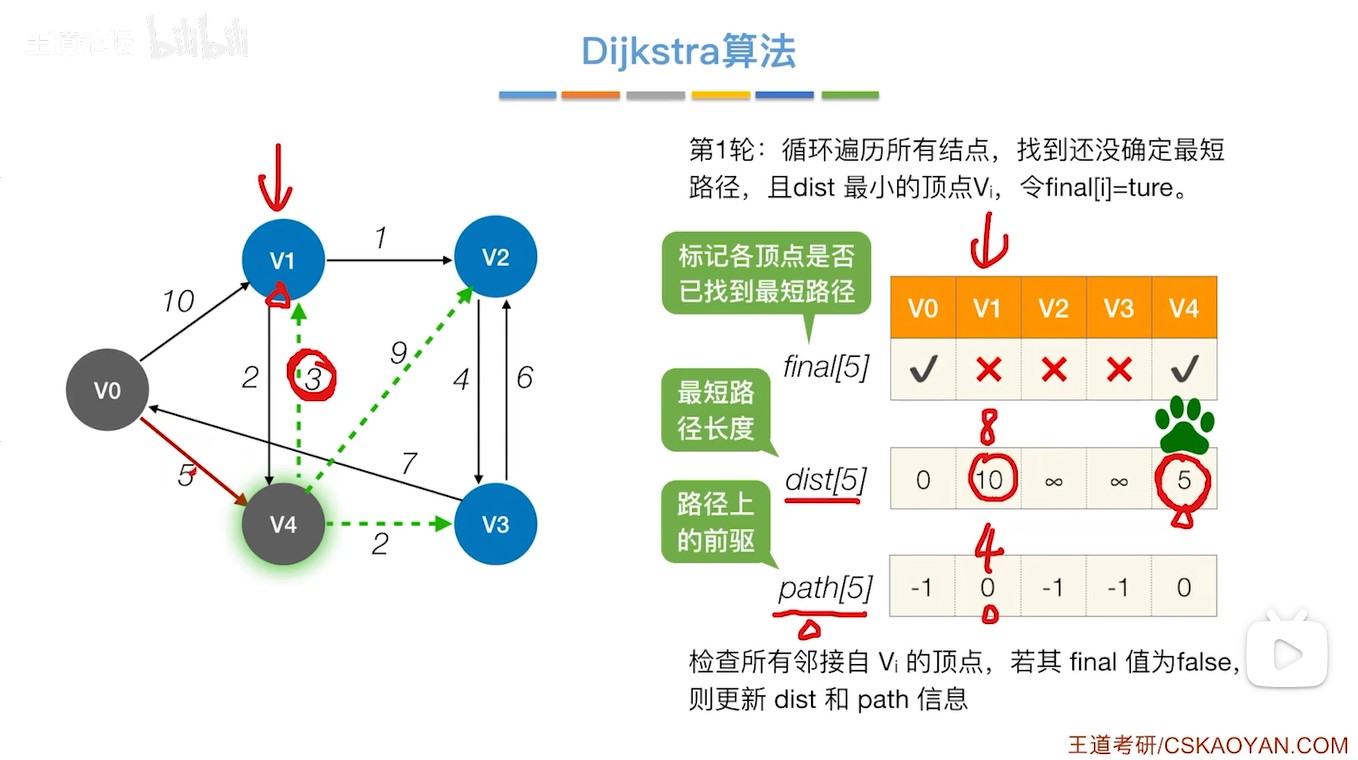 bilibili
Dijkstra算法
第1轮：循环遍历所有结点，找到还没确定最短
路径，且dist 最小的顶点Vᵢ，令final[i]=ture。
标记各顶点是否
已找到最短路径
V0 V1 V2 V3 V4
final[5]
最短路
径长度
8
dist[5] 0 10 ∞ ∞ 5
路径上
的前驱
4
path[5] -1 0 -1 -1 0
检查所有邻接自 Vᵢ 的顶点，若其 final 值为false，
则更新 dist 和 path 信息
V1 1 V2
10
9
2 3 4 6
V0
7
5
V4 V3
2
王道考研/CSKAOYAN.COM